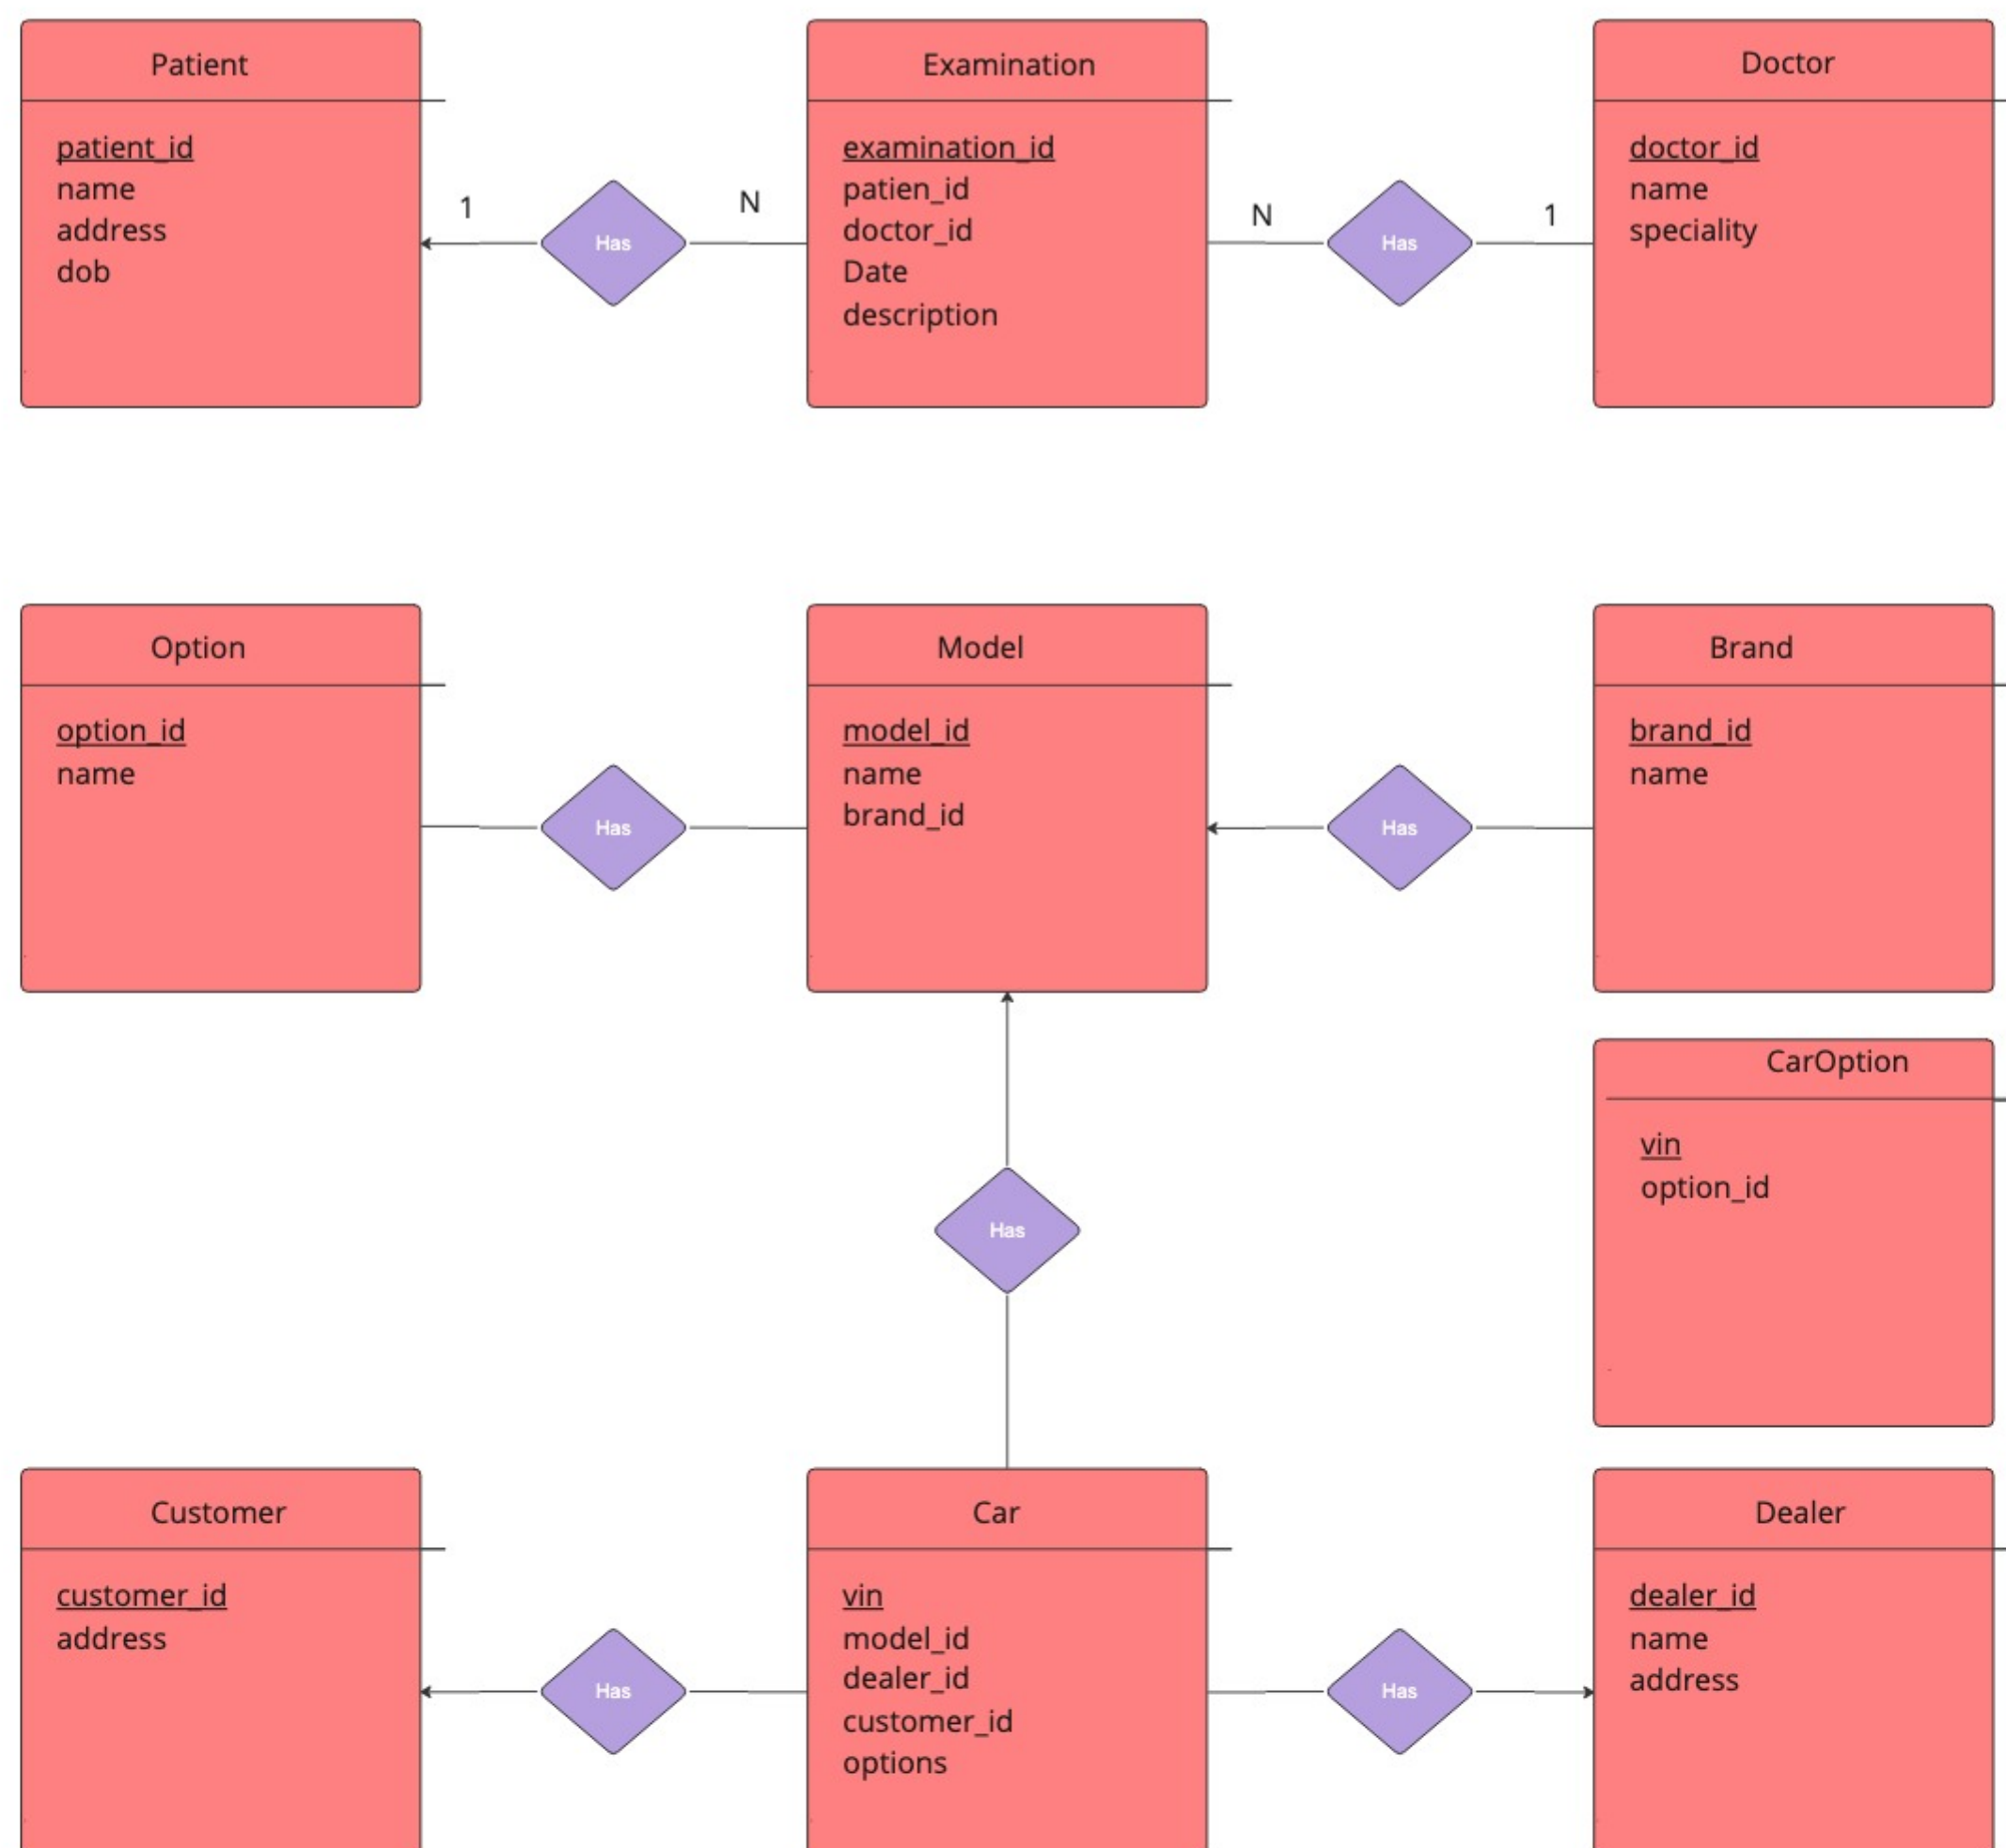 Patient
patient_id
name
address
dob
1
Has
N
Examination
examination_id
patien_id
doctor_id
Date
description
N
Has
1
Doctor
doctor_id
name
speciality
Option
option_id
name
Has
Model
model_id
name
brand_id
Has
Brand
brand_id
name
Has
CarOption
vin
option_id
Customer
customer_id
address
Has
Car
vin
model_id
dealer_id
customer_id
options
Has
Dealer
dealer_id
name
address